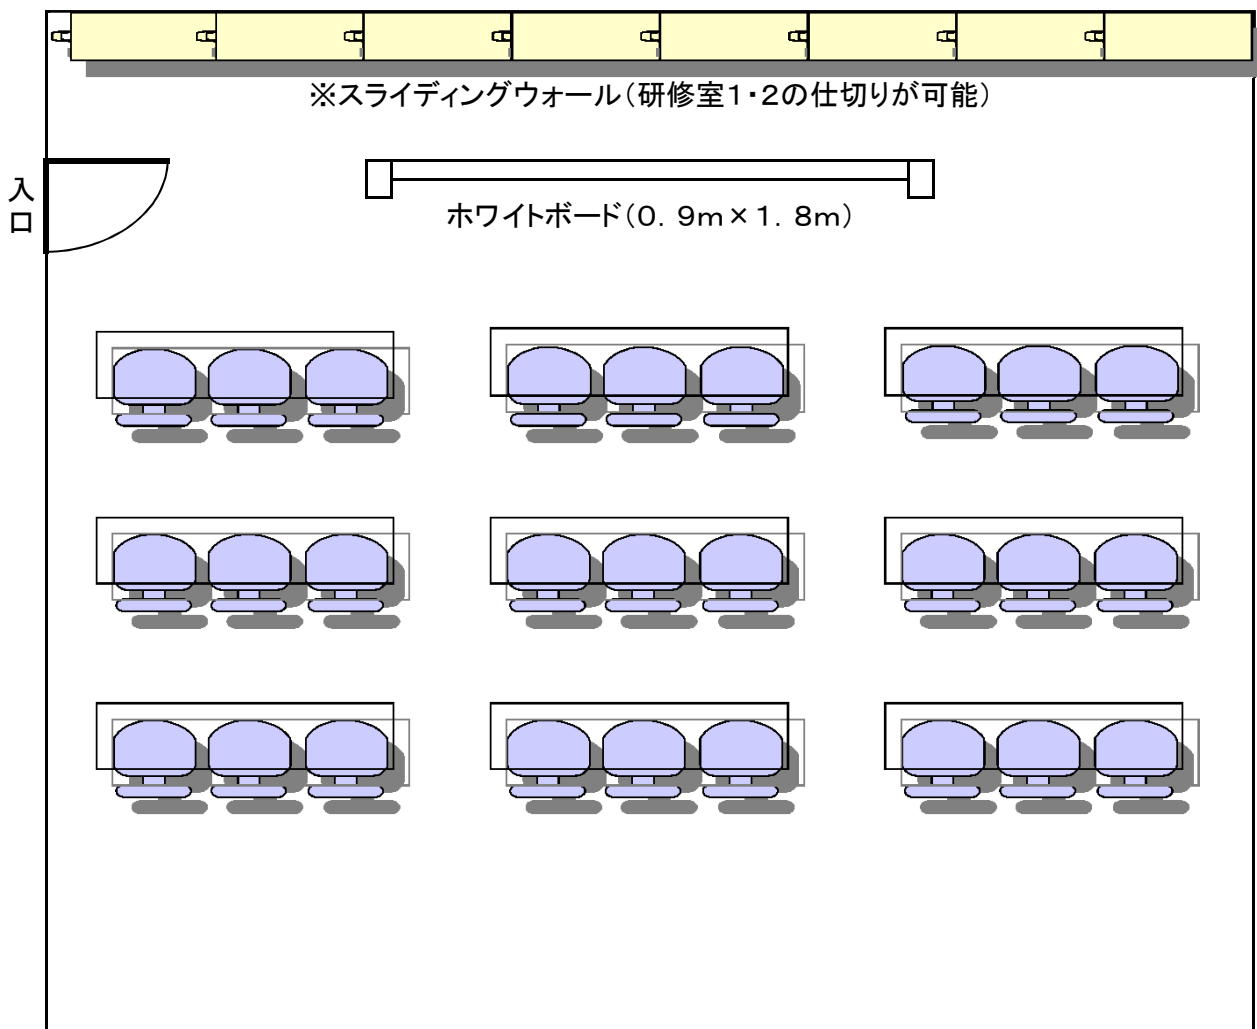 ※スライディングウォール（研修室１・２の仕切りが可能）
入口
ホワイトボード（０．９ｍ×１．８ｍ）